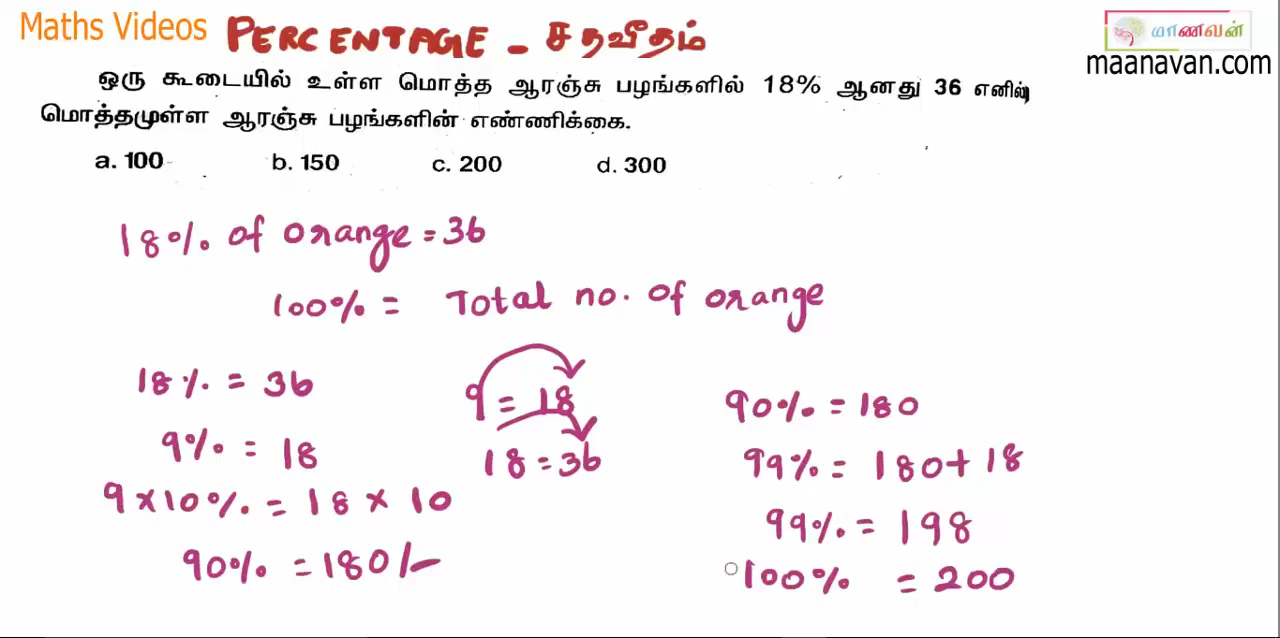 Maths Videos
PERCENTAGE - சதவீதம்
மாணவன்
maanavan.com
ஒரு கூடையில் உள்ள மொத்த ஆரஞ்சு பழங்களில் 18% ஆனது 36 எனில்,
மொத்தமுள்ள ஆரஞ்சு பழங்களின் எண்ணிக்கை.
a. 100 b. 150 c. 200 d. 300
18% of orange = 36
100% = Total no. of orange
18% = 36
9% = 18
9 x 10% = 18 x 10
90% = 180/-
9 = 18
18 = 36
90% = 180
99% = 180 + 18
99% = 198
100% = 200